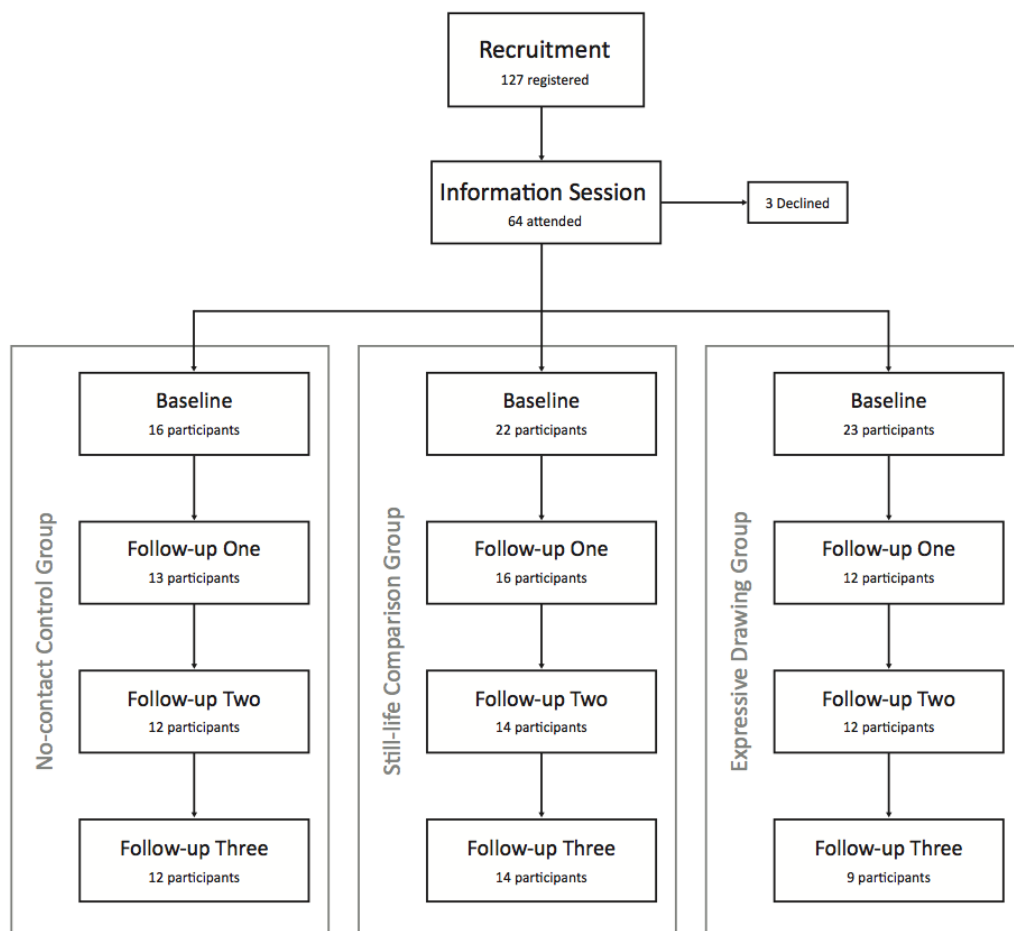 Recruitment
127 registered
Information Session
64 attended
3 Declined
No-contact Control Group
Baseline
16 participants
Follow-up One
13 participants
Follow-up Two
12 participants
Follow-up Three
12 participants
Still-life Comparison Group
Baseline
22 participants
Follow-up One
16 participants
Follow-up Two
14 participants
Follow-up Three
14 participants
Expressive Drawing Group
Baseline
23 participants
Follow-up One
12 participants
Follow-up Two
12 participants
Follow-up Three
9 participants